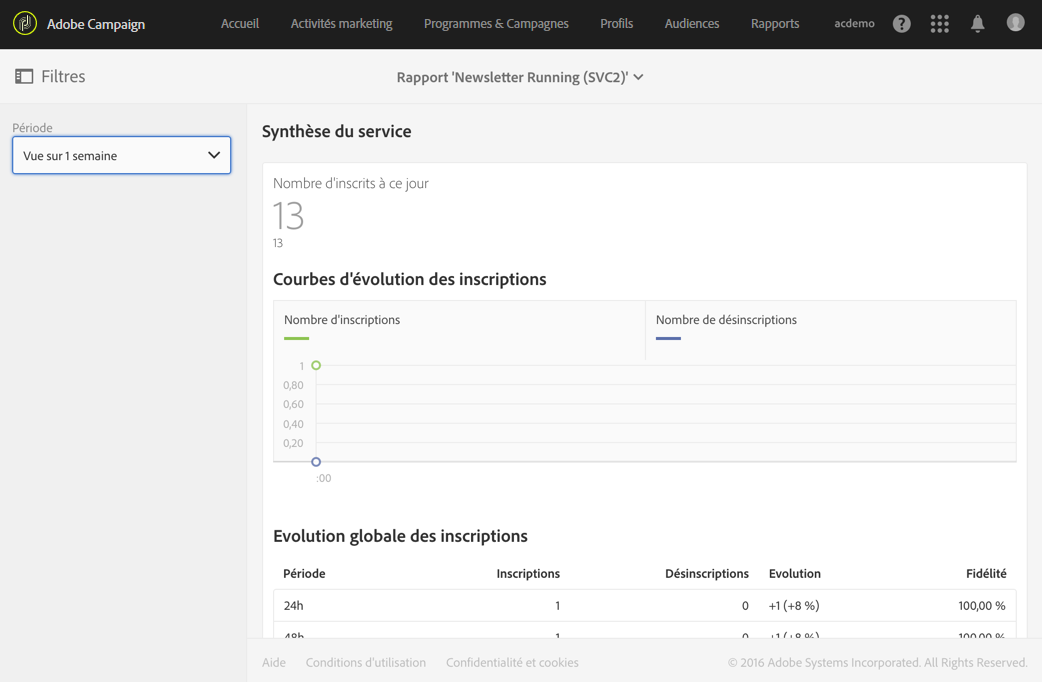 Adobe Campaign
Accueil Activités marketing Programmes & Campagnes Profils Audiences Rapports acdemo ?
Filtres
Rapport 'Newsletter Running (SVC2)'
Période
Vue sur 1 semaine
Synthèse du service
Nombre d'inscrits à ce jour
13
13
Courbes d'évolution des inscriptions
Nombre d'inscriptions Nombre de désinscriptions
1
0,80
0,60
0,40
0,20
:00
Evolution globale des inscriptions
Période Inscriptions Désinscriptions Evolution Fidélité
24h 1 0 +1 (+8 %) 100,00 %
48h 1 0 +1 (+8 %) 100,00 %
Aide Conditions d'utilisation Confidentialité et cookies © 2016 Adobe Systems Incorporated. All Rights Reserved.